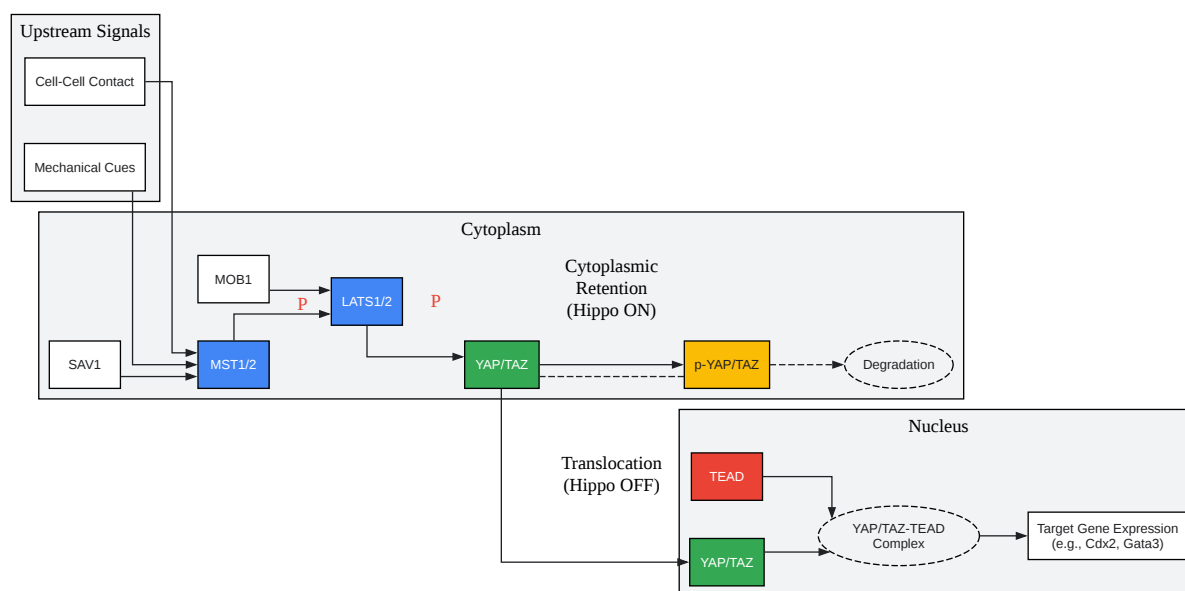 Upstream Signals
Cell-Cell Contact
Mechanical Cues
Cytoplasm
MOB1
Cytoplasmic
Retention
(Hippo ON)
P
LATS1/2
P
SAV1
MST1/2
YAP/TAZ
p-YAP/TAZ
Degradation
Nucleus
Translocation
(Hippo OFF)
TEAD
YAP/TAZ-TEAD
Complex
Target Gene Expression
(e.g., Cdx2, Gata3)
YAP/TAZ